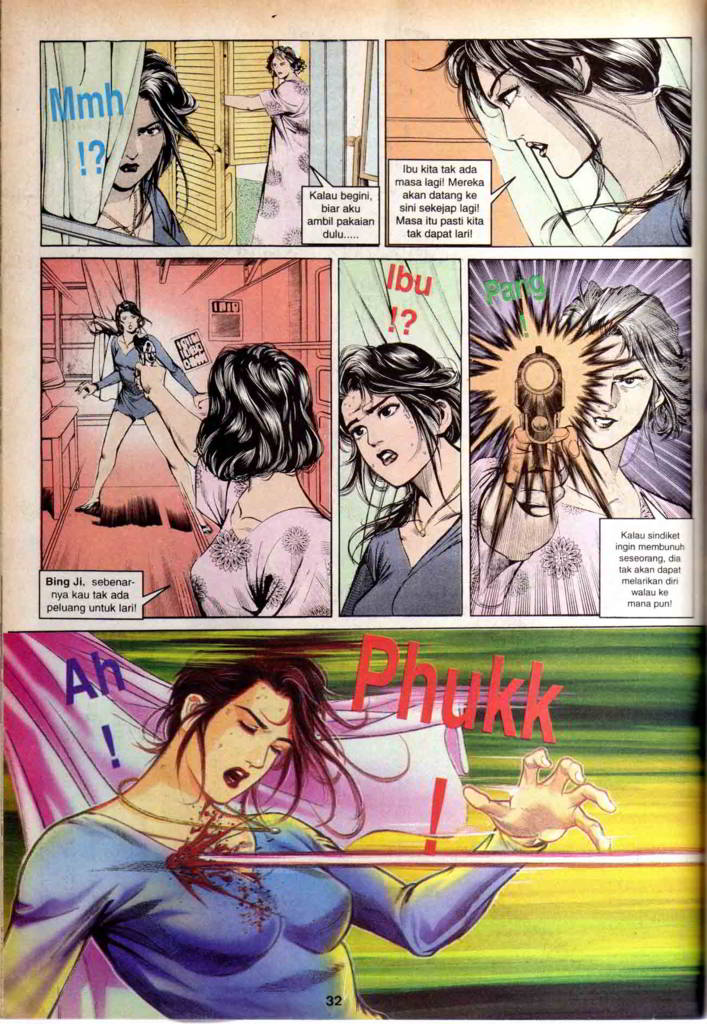 Mmh
!?
Kalau begini,
biar aku
ambil pakaian
dulu.....
Ibu kita tak ada
masa lagi! Mereka
akan datang ke
sini sekejap lagi!
Masa itu pasti kita
tak dapat lari!
Bing Ji, sebenar-
nya kau tak ada
peluang untuk lari!
Ibu
!?
Pang
!
Kalau sindiket
ingin membunuh
seseorang, dia
tak akan dapat
melarikan diri
walau ke
mana pun!
Ah
!
Phukk
!
32